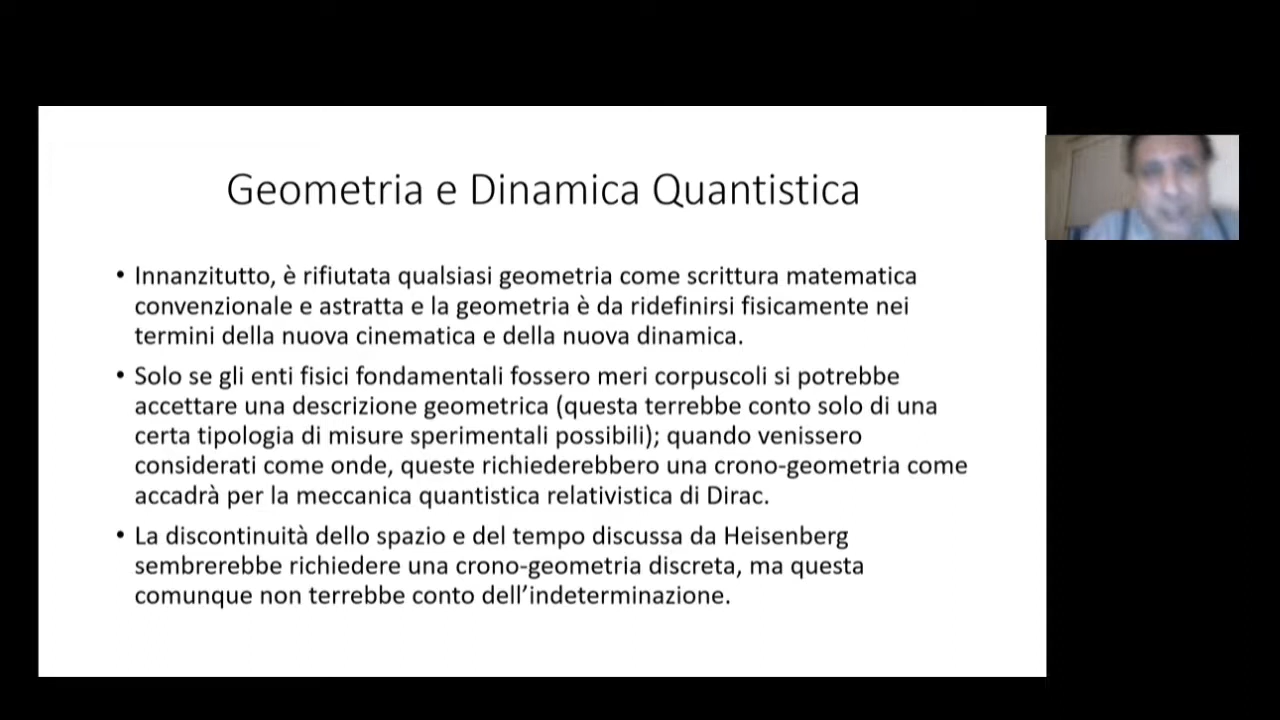 Geometria e Dinamica Quantistica
• Innanzitutto, è rifiutata qualsiasi geometria come scrittura matematica
convenzionale e astratta e la geometria è da ridefinirsi fisicamente nei
termini della nuova cinematica e della nuova dinamica.
• Solo se gli enti fisici fondamentali fossero meri corpuscoli si potrebbe
accettare una descrizione geometrica (questa terrebbe conto solo di una
certa tipologia di misure sperimentali possibili); quando venissero
considerati come onde, queste richiederebbero una crono-geometria come
accadrà per la meccanica quantistica relativistica di Dirac.
• La discontinuità dello spazio e del tempo discussa da Heisenberg
sembrerebbe richiedere una crono-geometria discreta, ma questa
comunque non terrebbe conto dell’indeterminazione.